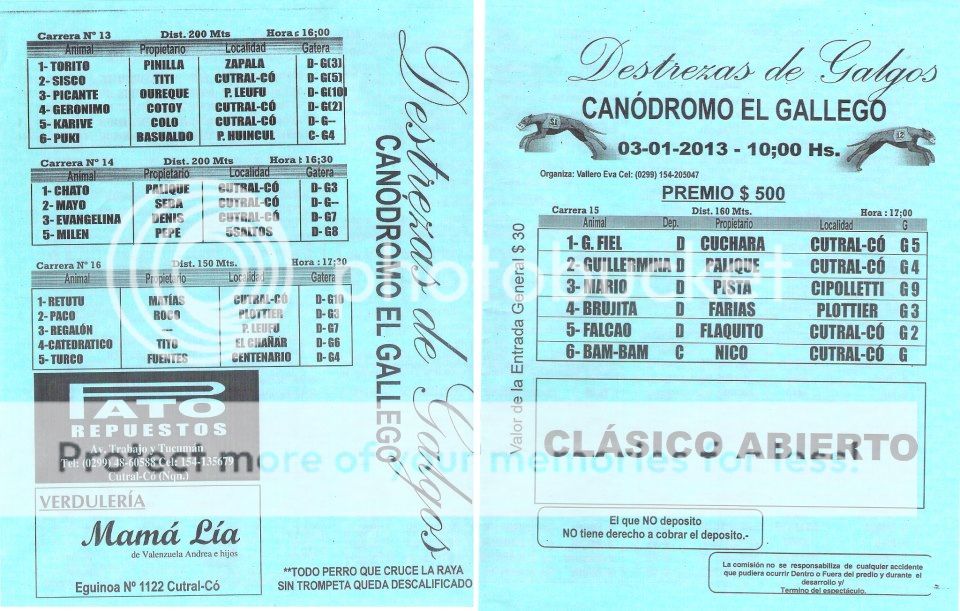 Carrera Nº 13 Dist. 200 Mts Hora: 16;00
Animal Propietario Localidad Gatera
1- TORITO PINILLA ZAPALA D- G(3)
2- SISCO TITI CUTRAL-CÓ D- G(5)
3- PICANTE OUREQUE P. LEUFU D- G(10)
4- GERONIMO COTOY CUTRAL-CÓ D- G(2)
5- KARIVE COLO CUTRAL-CÓ D- G--
6- PUKI BASUALDO P. HUINCUL C- G4
Carrera Nº 14 Dist. 200 Mts Hora: 16;30
Animal Propietario Localidad Gatera
1- CHATO PALIQUE CUTRAL-CÓ D- G3
2- MAYO SEDA CUTRAL-CÓ D- G--
3- EVANGELINA DENIS CUTRAL-CÓ D- G7
5- MILEN PEPE 5SALTOS D- G8
Carrera Nº 16 Dist. 150 Mts. Hora : 17;30
Animal Propietario Localidad Gatera
1- RETUTU MATÍAS CUTRAL-CÓ D- G10
2- PACO ROCO PLOTTIER D- G3
3- REGALÓN --- P. LEUFU D- G7
4-CATEDRATICO TITO EL CHAÑAR D- G6
5- TURCO FUENTES CENTENARIO D- G4
PATO
REPUESTOS
Av. Trabajo y Tucumán
Tel: (0299) 48-60588 Cel: 154-135679
Cutral-Có (Nqn.)
VERDULERÍA
Mamá Lía
de Valenzuela Andrea e hijos
Eguinoa Nº 1122 Cutral-Có
Destrezas de Galgos
CANÓDROMO EL GALLEGO
**TODO PERRO QUE CRUCE LA RAYA
SIN TROMPETA QUEDA DESCALIFICADO
Destrezas de Galgos
CANÓDROMO EL GALLEGO
03-01-2013 - 10;00 Hs.
Organiza: Vallero Eva Cel: (0299) 154-205047
PREMIO $ 500
Valor de la Entrada General $ 30
Carrera 15 Dist. 160 Mts. Hora : 17;00
Animal Dep. Propietario Localidad G
1- G. FIEL D CUCHARA CUTRAL-CÓ G 5
2- GUILLERMINA D PALIQUE CUTRAL-CÓ G 4
3- MARIO D PISTA CIPOLLETTI G 9
4- BRUJITA D FARIAS PLOTTIER G 3
5- FALCAO D FLAQUITO CUTRAL-CÓ G 2
6- BAM-BAM C NICO CUTRAL-CÓ G
CLÁSICO ABIERTO
El que NO deposito
NO tiene derecho a cobrar el deposito.-
La comisión no se responsabiliza de cualquier accidente
que pudiera ocurrir Dentro o Fuera del predio y durante el
desarrollo y/
Termino del espectáculo.
photobucket
Protect more of your memories for less!